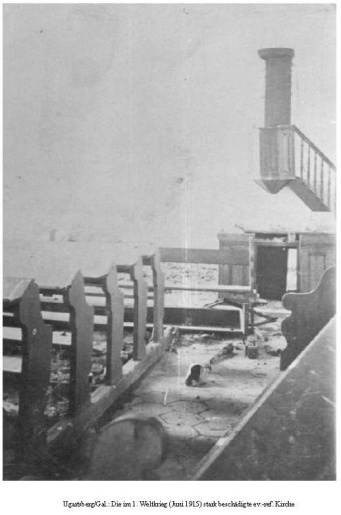 Ugartsberg/Gal.: Die im 1. Weltkrieg (Juni 1915) stark beschädigte ev.-ref. Kirche